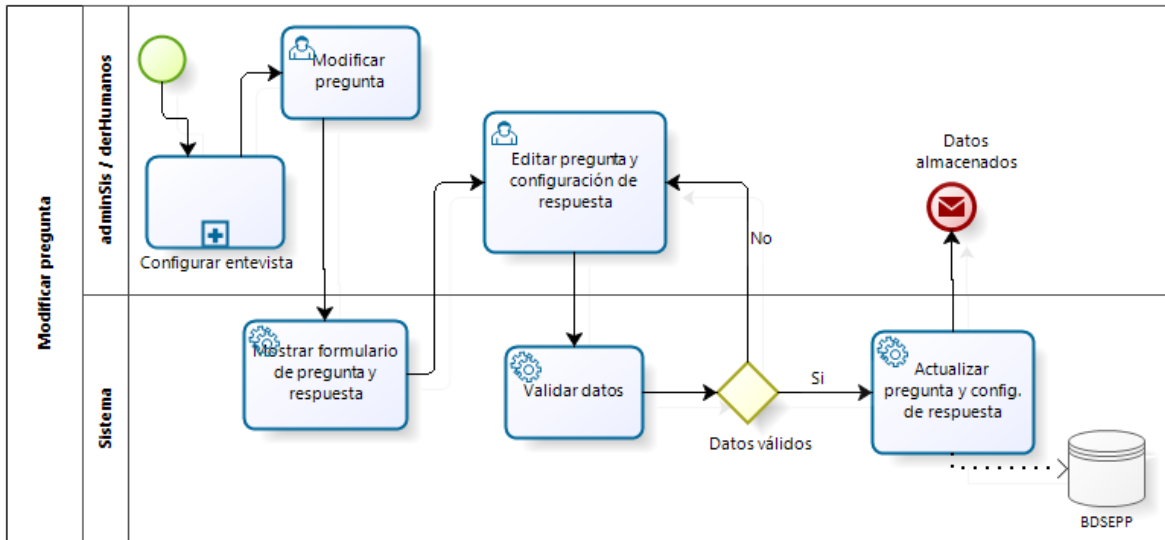 Modificar pregunta
adminSis / derHumanos
Modificar
pregunta
Configurar entevista
Editar pregunta y
configuración de
respuesta
Datos
almacenados
No
Sistema
Mostrar formulario
de pregunta y
respuesta
Validar datos
Datos válidos
Si
Actualizar
pregunta y config.
de respuesta
BDSEPP